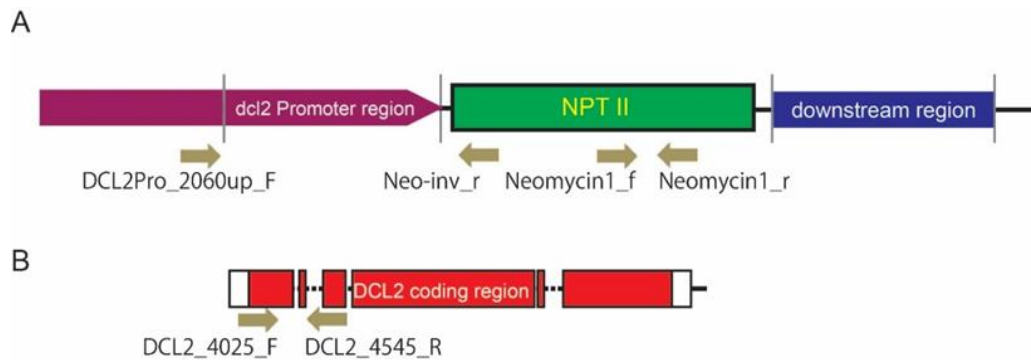 A
dcl2 Promoter region NPT II downstream region
DCL2Pro_2060up_F Neo-inv_r Neomycin1_f Neomycin1_r
B
DCL2 coding region
DCL2_4025_F DCL2_4545_R